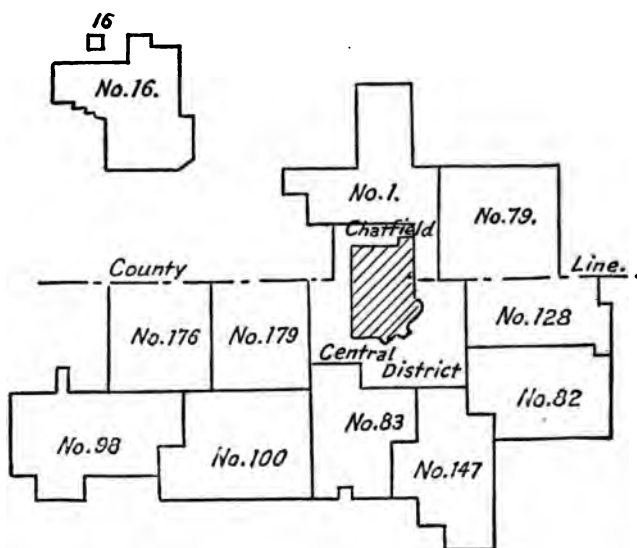 16
No.16.
No.1.
No.79.
Chatfield
County
Line.
No.176
No.179
No.128
Central
District
No.82
No.98
No.100
No.83
No.147